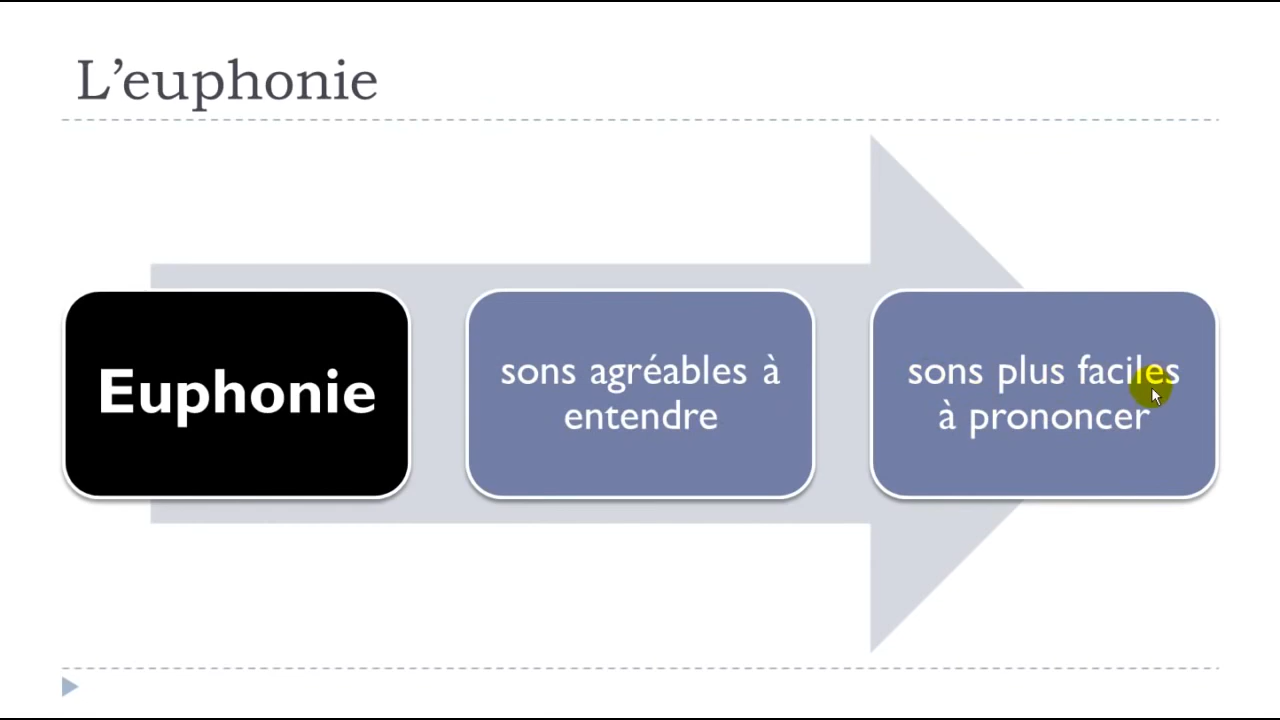 L’euphonie
Euphonie
sons agréables à
entendre
sons plus faciles
à prononcer